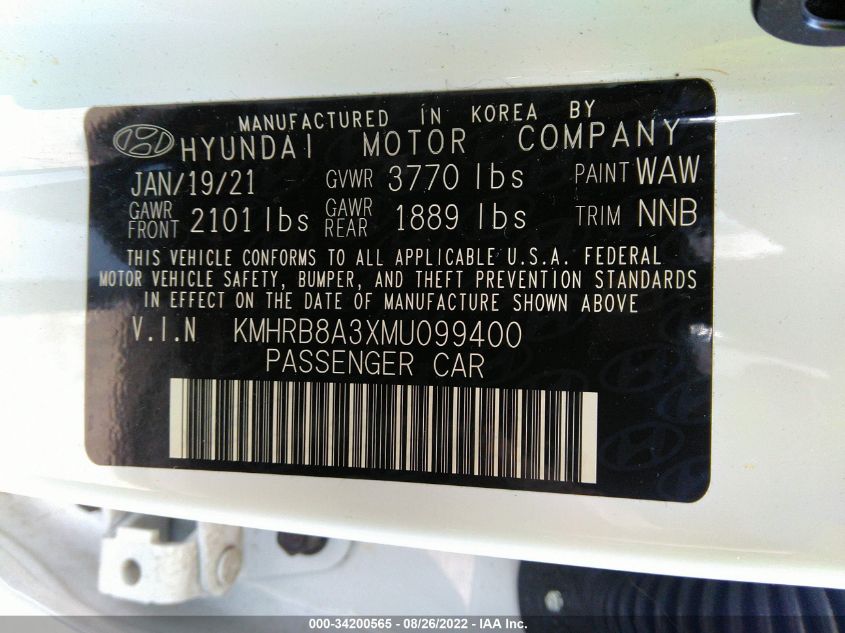 MANUFACTURED IN KOREA BY
HYUNDAI MOTOR COMPANY
JAN/19/21 GVWR 3770 lbs PAINT WAW
GAWR FRONT 2101 lbs GAWR REAR 1889 lbs TRIM NNB
THIS VEHICLE CONFORMS TO ALL APPLICABLE U.S.A. FEDERAL
MOTOR VEHICLE SAFETY, BUMPER, AND THEFT PREVENTION STANDARDS
IN EFFECT ON THE DATE OF MANUFACTURE SHOWN ABOVE
V.I.N KMHRB8A3XMU099400
PASSENGER CAR
000-34200565 - 08/26/2022 - IAA Inc.